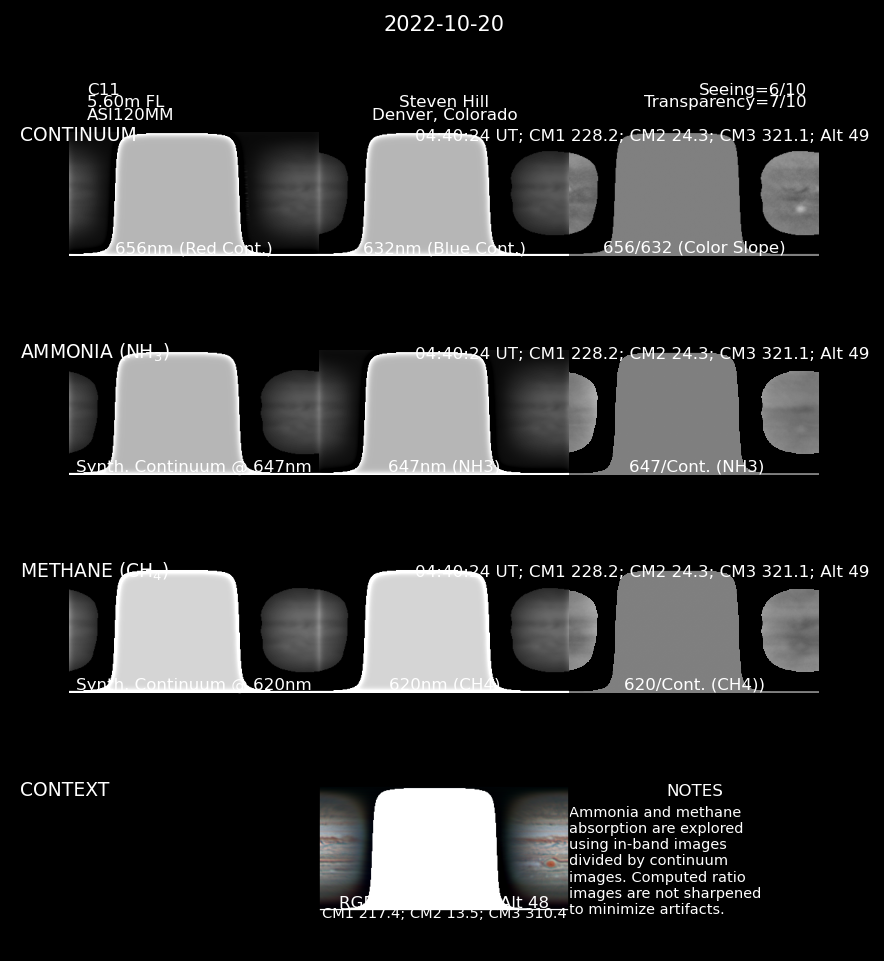 2022-10-20
C11
5.60m FL
ASI120MM
Steven Hill
Denver, Colorado
Seeing=6/10
Transparency=7/10
CONTINUUM
04:40:24 UT; CM1 228.2; CM2 24.3; CM3 321.1; Alt 49
656nm (Red Cont.)
632nm (Blue Cont.)
656/632 (Color Slope)
AMMONIA (NH₃)
04:40:24 UT; CM1 228.2; CM2 24.3; CM3 321.1; Alt 49
Synth. Continuum @ 647nm
647nm (NH3)
647/Cont. (NH3)
METHANE (CH₄)
04:40:24 UT; CM1 228.2; CM2 24.3; CM3 321.1; Alt 49
Synth. Continuum @ 620nm
620nm (CH4)
620/Cont. (CH4))
CONTEXT
Alt 48
CM1 217.4; CM2 13.5; CM3 310.4
NOTES
Ammonia and methane
absorption are explored
using in-band images
divided by continuum
images. Computed ratio
images are not sharpened
to minimize artifacts.